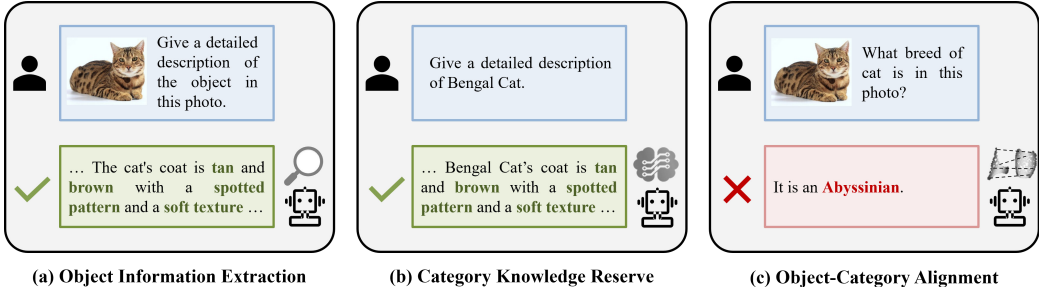 Give a detailed
description of
the object in
this photo.
… The cat's coat is tan and
brown with a spotted
pattern and a soft texture …
(a) Object Information Extraction
Give a detailed description
of Bengal Cat.
… Bengal Cat’s coat is tan
and brown with a spotted
pattern and a soft texture …
(b) Category Knowledge Reserve
What breed of
cat is in this
photo?
It is an Abyssinian.
(c) Object-Category Alignment